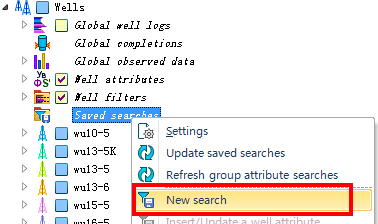 Wells
Global well logs
Global completions
Global observed data
Well attributes
Well filters
Saved searches
wu10-5
wu13-5K
wu13-5
wu13-6
wu15-5
wu16-5
Settings
Update saved searches
Refresh group attribute searches
New search
Insert/Update a well attribute